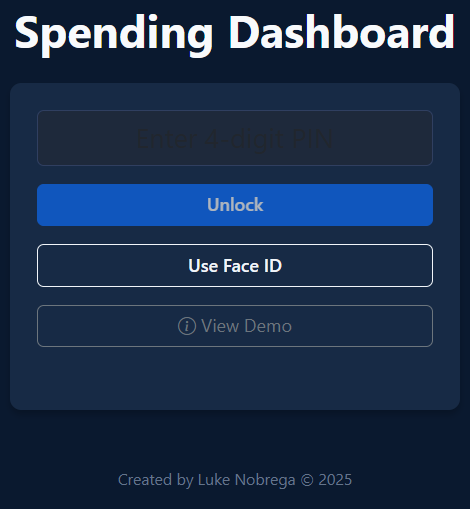 Spending Dashboard
Enter 4-digit PIN
Unlock
Use Face ID
View Demo
Created by Luke Nobrega © 2025